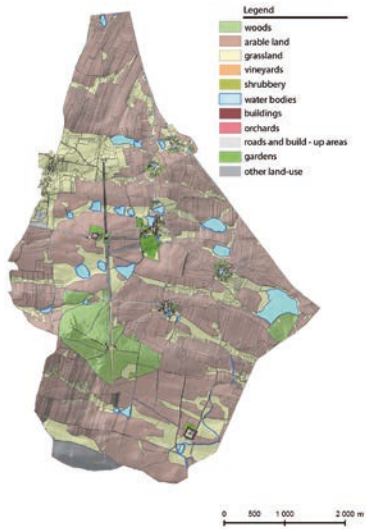 Legend
woods
arable land
grassland
vineyards
shrubbery
water bodies
buildings
orchards
roads and build - up areas
gardens
other land-use
0 500 1 000 2 000 m